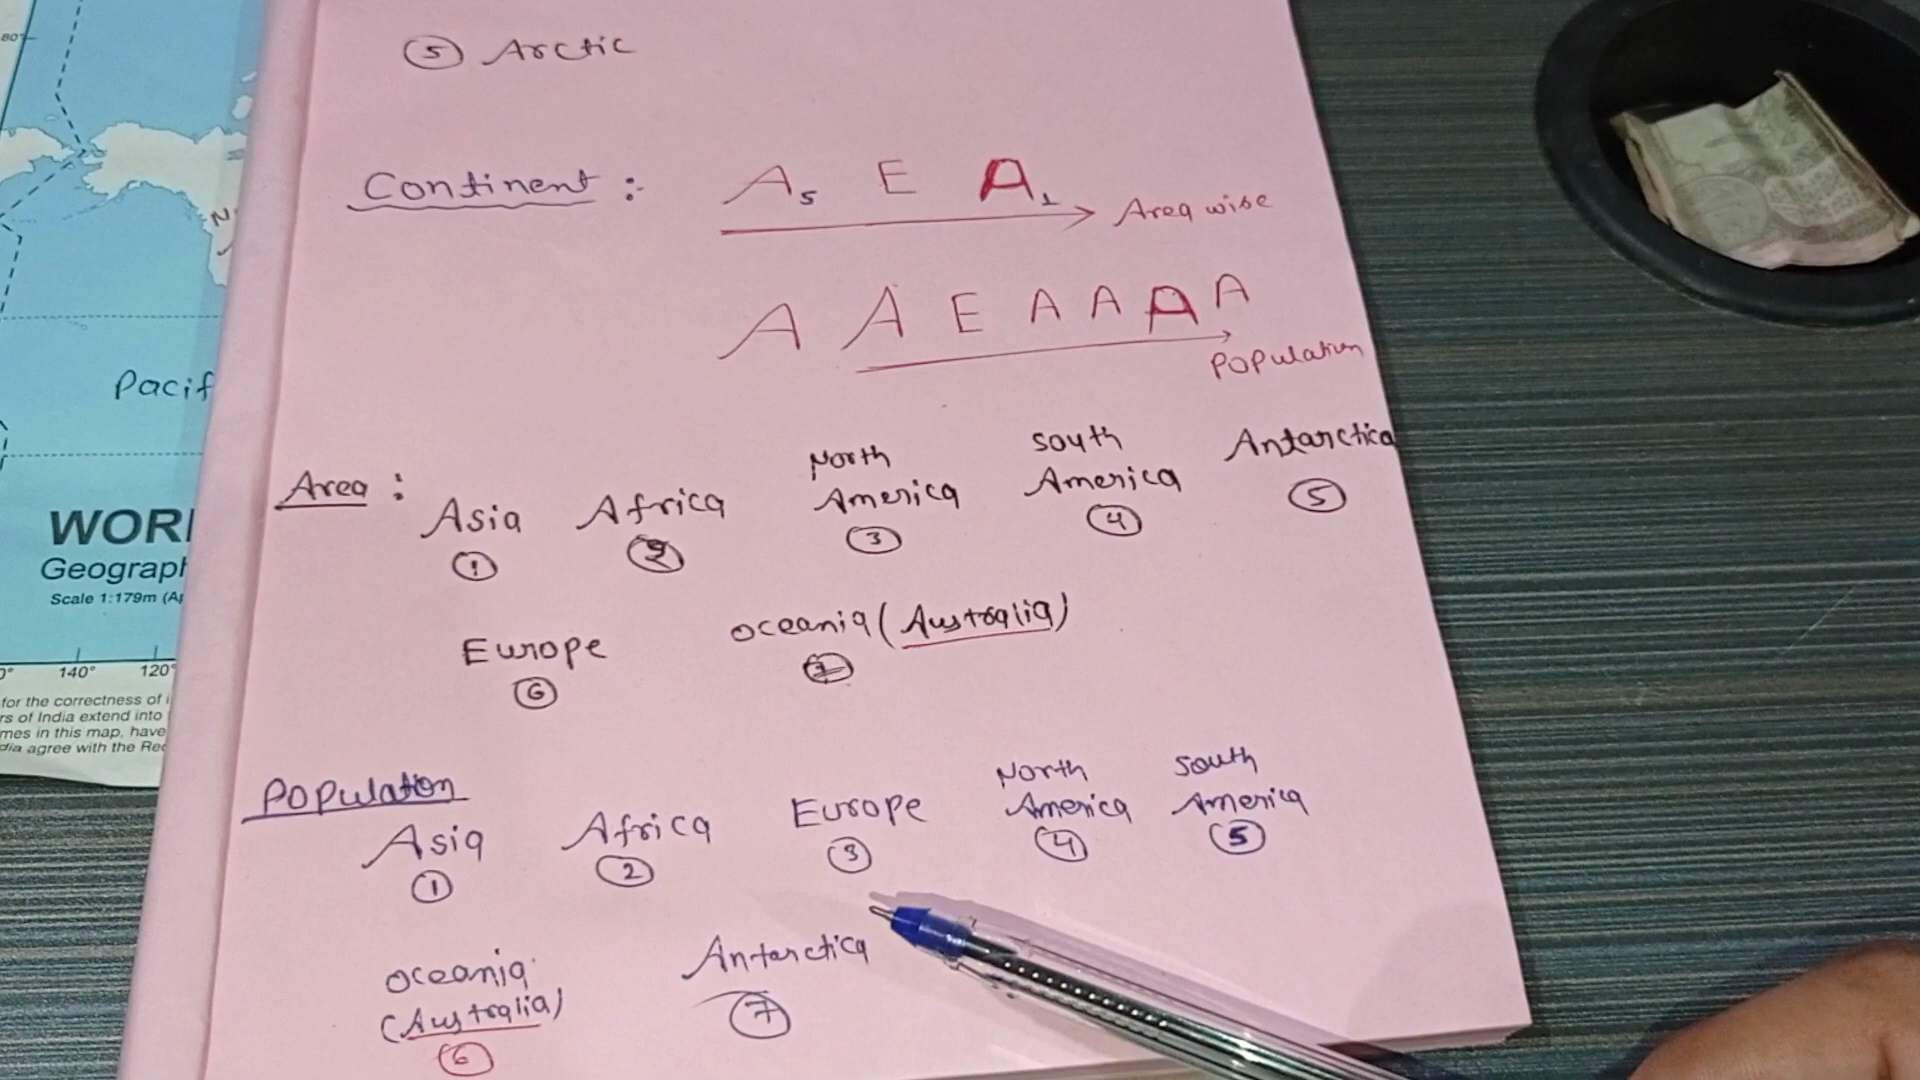 ⑤ Arctic
Continent : A5 E A1
Area wise
A A E A A A A
Population
Area :
Asia Africa North America South America Antarctica
① ② ③ ④ ⑤
Europe Oceania (Australia)
⑥ ⑦
Population
Asia Africa Europe North America South America
① ② ③ ④ ⑤
Oceania (Australia) Antarctica
⑥ ⑦
80°
Pacif
WORL
Geograph
Scale 1:179m (Ap
140° 120°
for the correctness of
rs of India extend into
mes in this map, have
dia agree with the Rec